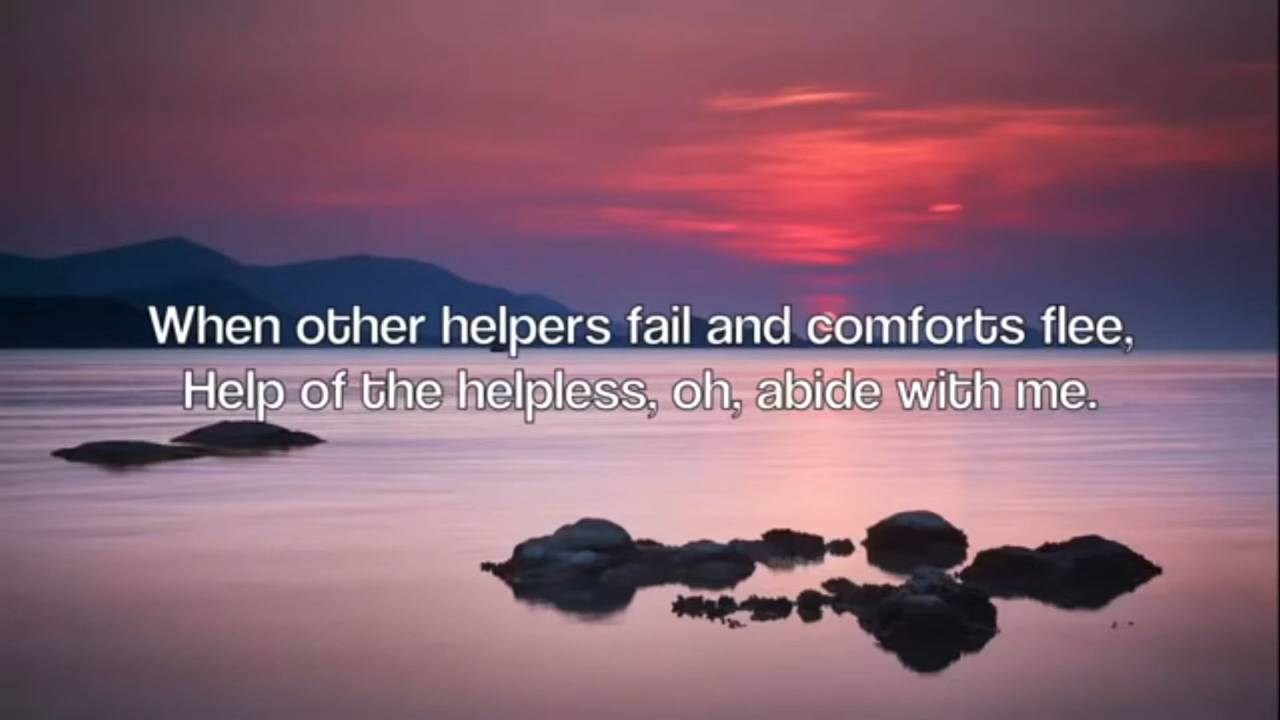 When other helpers fail and comforts flee,
Help of the helpless, oh, abide with me.